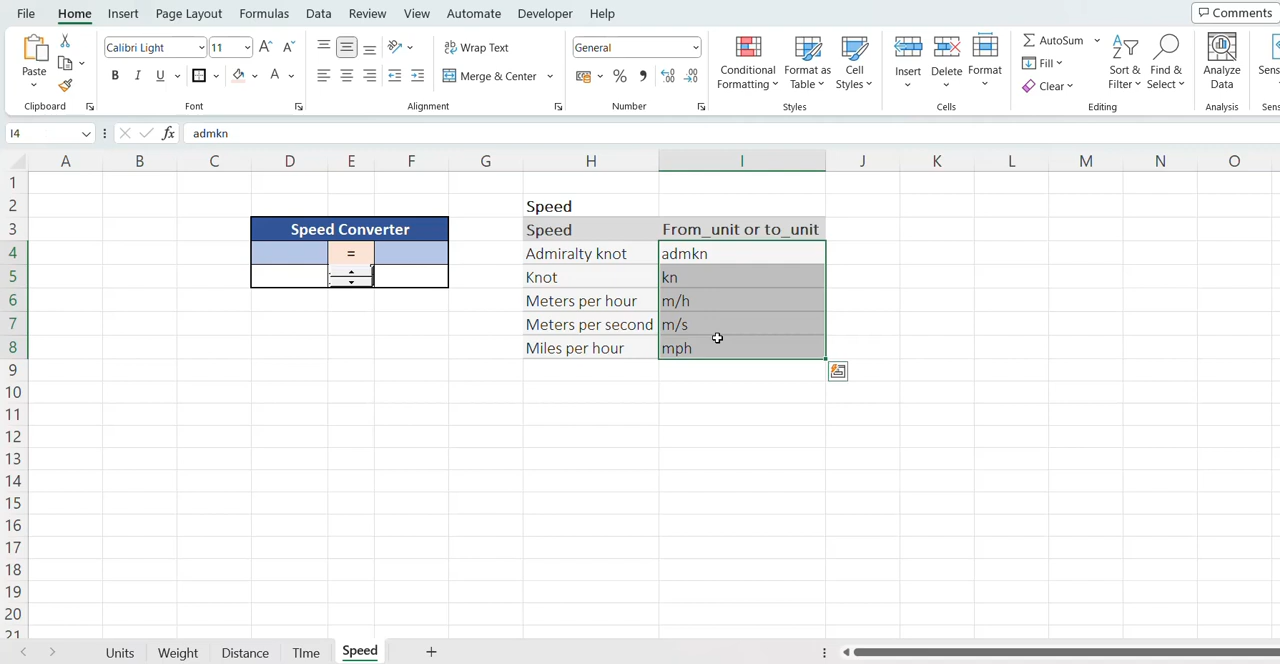 File Home Insert Page Layout Formulas Data Review View Automate Developer Help Comments
Paste
Calibri Light 11
B I U A
Wrap Text
Merge & Center
General
%
Conditional Formatting
Format as Table
Cell Styles
Insert
Delete
Format
AutoSum
Fill
Clear
Sort & Filter
Find & Select
Analyze Data
Clipboard Font Alignment Number Styles Cells Editing Analysis
I4 fx admkn
A B C D E F G H I J K L M N O
1
2 Speed
3 Speed Converter Speed From_unit or to_unit
4 = Admiralty knot admkn
5 Knot kn
6 Meters per hour m/h
7 Meters per second m/s
8 Miles per hour mph
9
10
11
12
13
14
15
16
17
18
19
20
21
Units Weight Distance TIme Speed +